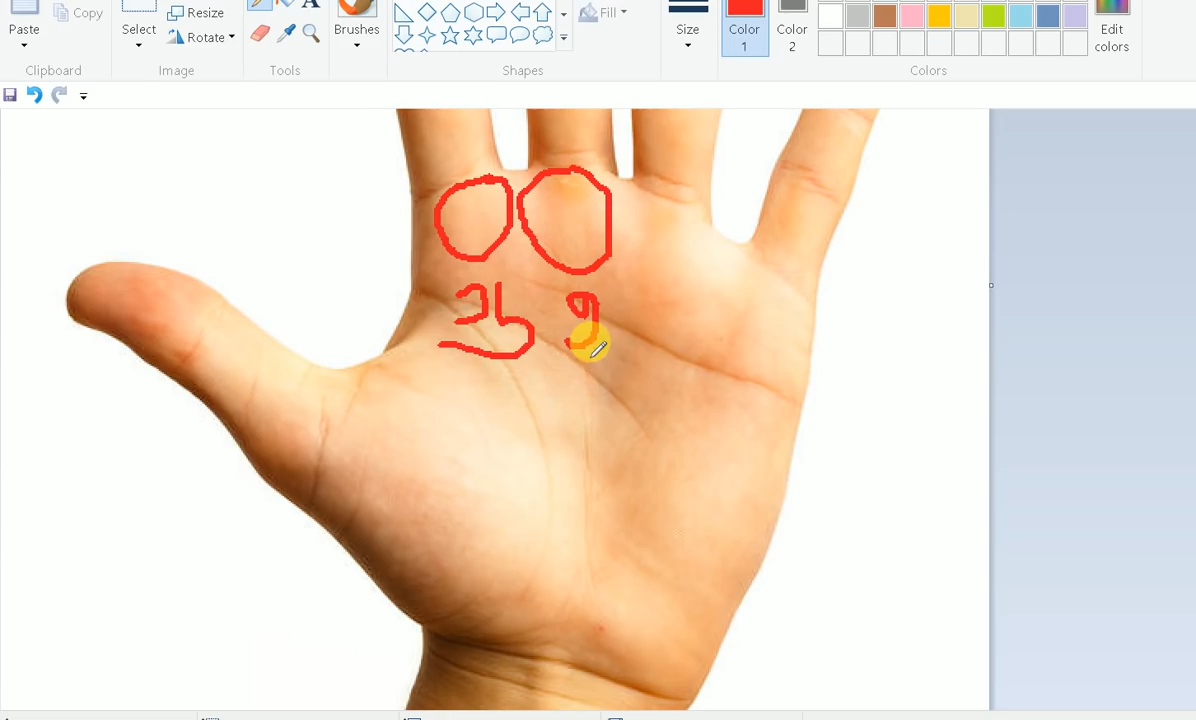 Paste
Select
Resize
Rotate
Copy
Brushes
Fill
Size
Color 1
Color 2
Edit colors
Clipboard
Image
Tools
Shapes
Colors